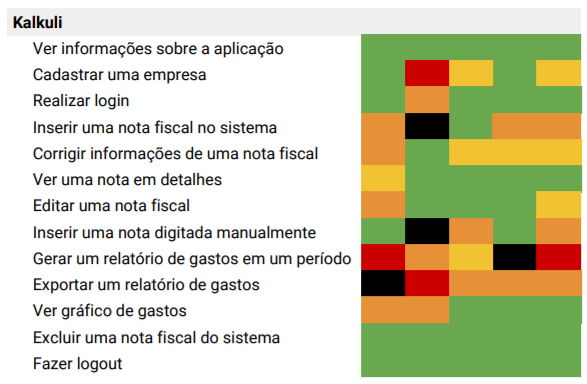 Kalkuli
Ver informações sobre a aplicação
Cadastrar uma empresa
Realizar login
Inserir uma nota fiscal no sistema
Corrigir informações de uma nota fiscal
Ver uma nota em detalhes
Editar uma nota fiscal
Inserir uma nota digitada manualmente
Gerar um relatório de gastos em um período
Exportar um relatório de gastos
Ver gráfico de gastos
Excluir uma nota fiscal do sistema
Fazer logout